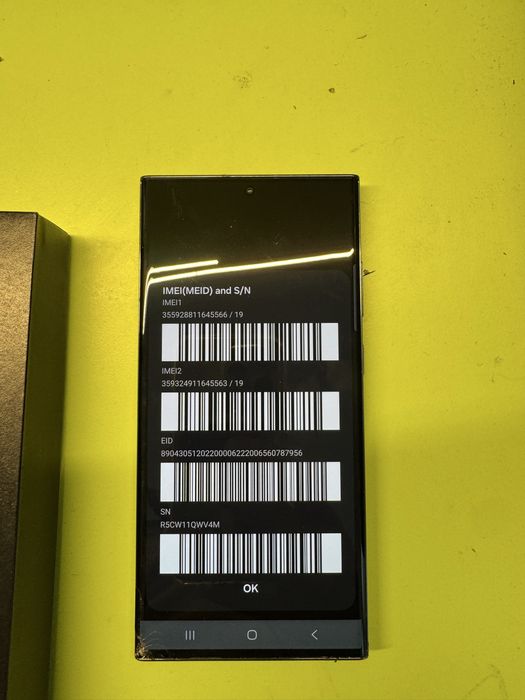 IMEI(MEID) and S/N
IMEI1
355928811645566 / 19
IMEI2
359324911645563 / 19
EID
89043051202200006222006560787956
SN
R5CW11QWV4M
OK